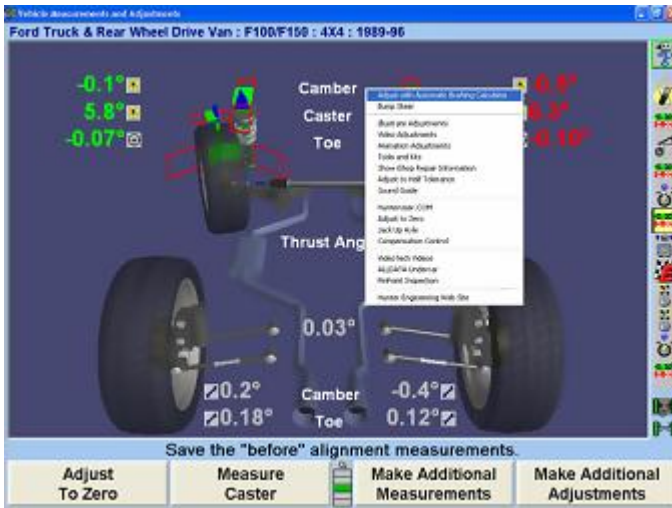 Vehicle Measurements and Adjustments
Ford Truck & Rear Wheel Drive Van : F100/F150 : 4X4 : 1989-96
-0.1° Camber
5.8° Caster
-0.07° Toe
Adjust with Automatic Bushing Calculator
Bump Steer
Illustrate Adjustments
Video Adjustments
Animation Adjustments
Tools and Kits
Show Shop Repair Information
Adjust to Half Tolerance
Sound Guide
Hunteruser.COM
Adjust to Zero
Jack Up Axle
Compensation Control
VideoTech Videos
ALLDATA Undercar
PinPoint Inspection
Hunter Engineering Web Site
Thrust Ang
0.03°
0.2° Camber -0.4°
0.18° Toe 0.12°
Save the "before" alignment measurements.
Adjust To Zero
Measure Caster
Make Additional Measurements
Make Additional Adjustments